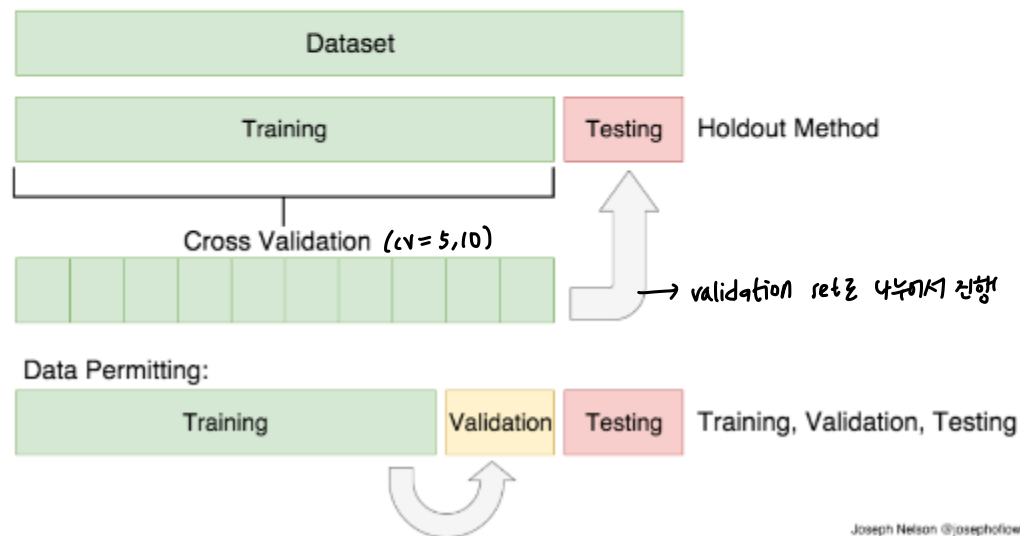 Dataset
Training Testing Holdout Method
Cross Validation (cv = 5,10)
→ validation set로 나누어서 진행
Data Permitting:
Training Validation Testing Training, Validation, Testing
Joseph Nelson @josephofiowa